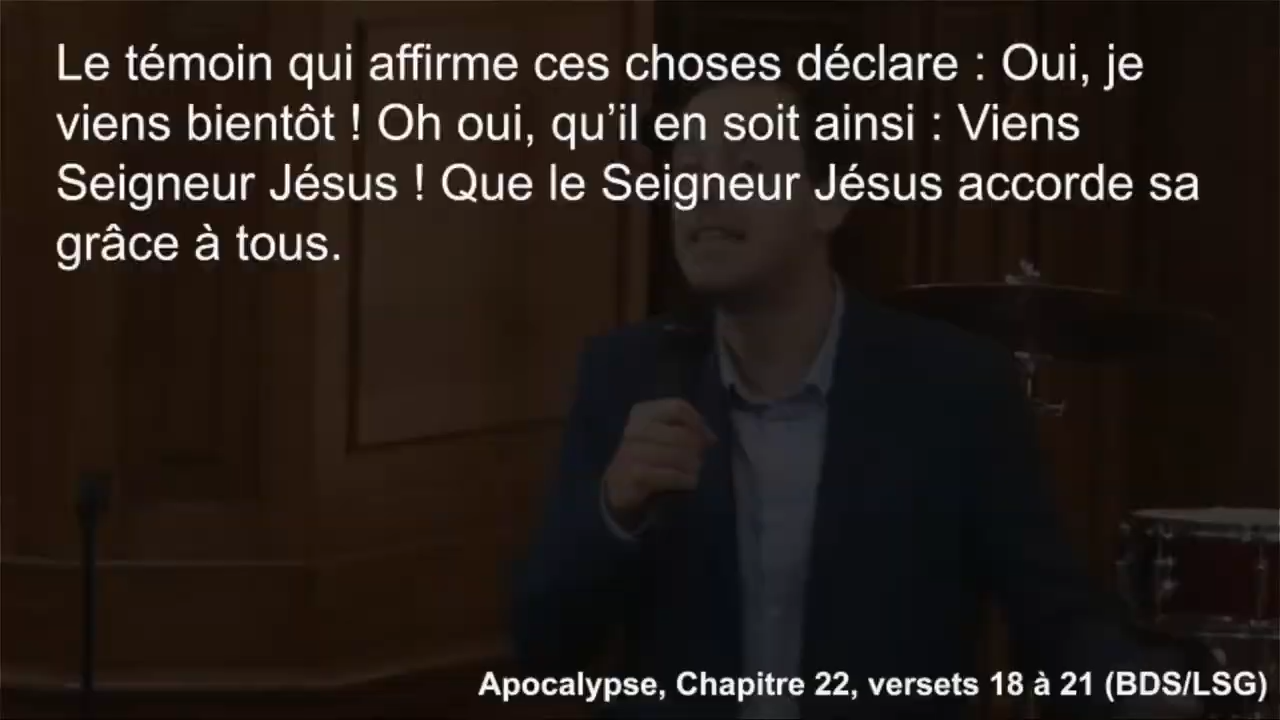 Le témoin qui affirme ces choses déclare : Oui, je
viens bientôt ! Oh oui, qu’il en soit ainsi : Viens
Seigneur Jésus ! Que le Seigneur Jésus accorde sa
grâce à tous.
Apocalypse, Chapitre 22, versets 18 à 21 (BDS/LSG)